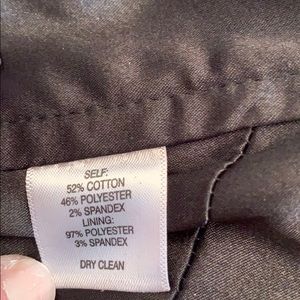 SELF:
52% COTTON
46% POLYESTER
2% SPANDEX
LINING:
97% POLYESTER
3% SPANDEX
DRY CLEAN